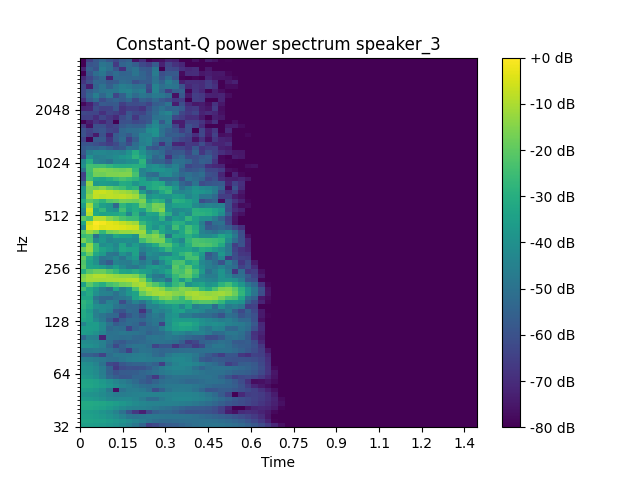 Constant-Q power spectrum speaker_3
Hz
2048
1024
512
256
128
64
32
0 0.15 0.3 0.45 0.6 0.75 0.9 1.1 1.2 1.4
Time
+0 dB
-10 dB
-20 dB
-30 dB
-40 dB
-50 dB
-60 dB
-70 dB
-80 dB